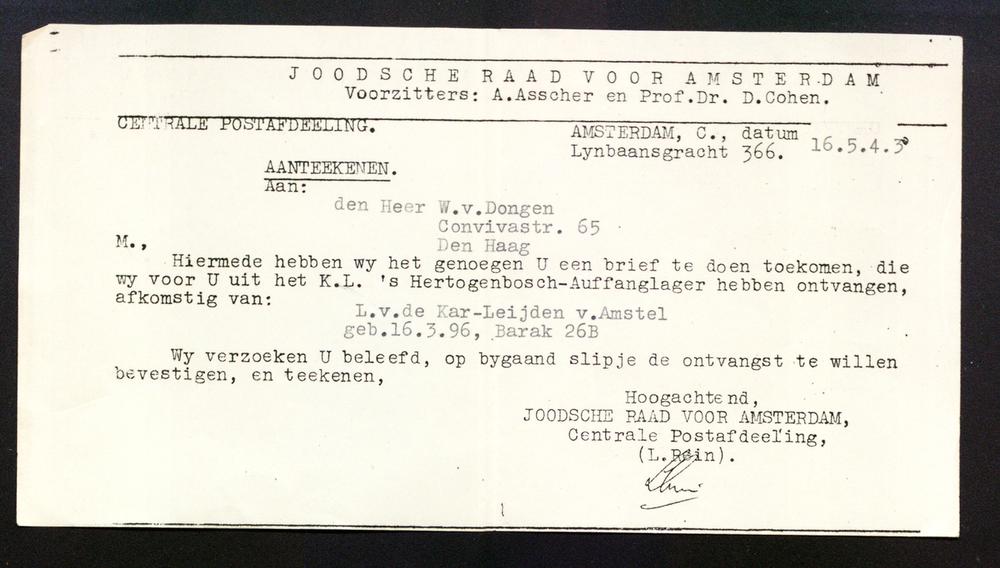 JOODSCHE RAAD VOOR AMSTERDAM
Voorzitters: A.Asscher en Prof.Dr. D.Cohen.
CENTRALE POSTAFDEELING.
AMSTERDAM, C., datum 16.5.4.3
Lynbaansgracht 366.
AANTEEKENEN.
Aan:
den Heer W.v.Dongen
Convivastr. 65
Den Haag
M.,
Hiermede hebben wy het genoegen U een brief te doen toekomen, die
wy voor U uit het K.L. 's Hertogenbosch-Auffanglager hebben ontvangen,
afkomstig van:
L.v.de Kar-Leijden v.Amstel
geb.16.3.96, Barak 26B
Wy verzoeken U beleefd, op bygaand slipje de ontvangst te willen
bevestigen, en teekenen,
Hoogachtend,
JOODSCHE RAAD VOOR AMSTERDAM,
Centrale Postafdeeling,
(L.Rein).